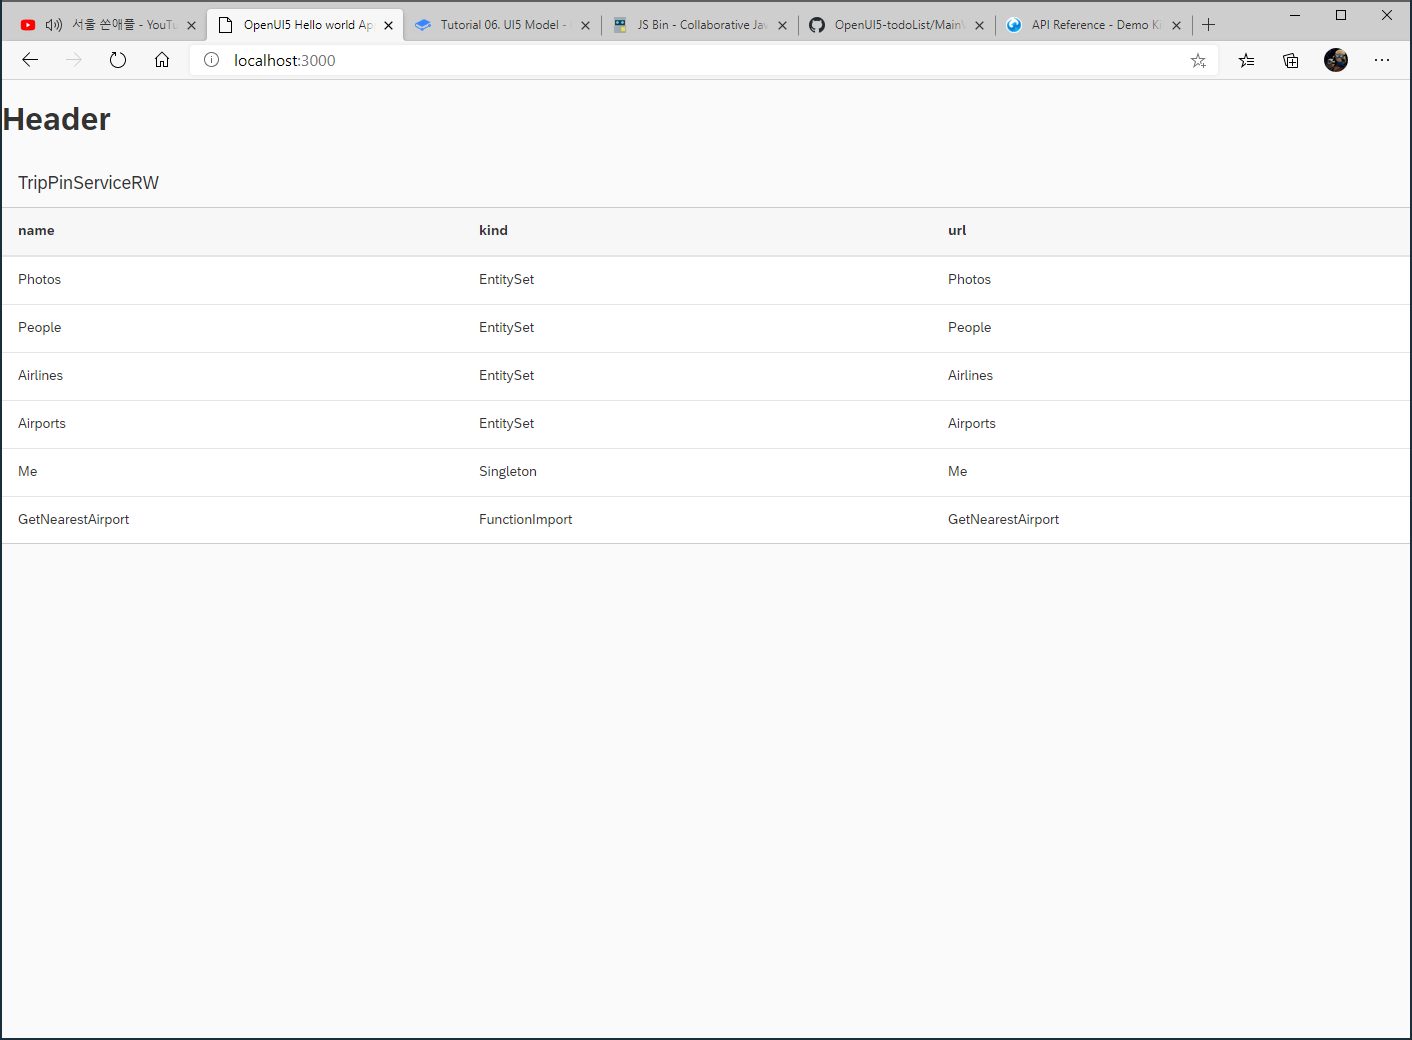 서울 쏜애플 - YouTu
OpenUI5 Hello world Ap
Tutorial 06. UI5 Model -
JS Bin - Collaborative Jav
OpenUI5-todoList/Main
API Reference - Demo Ki
localhost:3000
Header
TripPinServiceRW
name kind url
Photos EntitySet Photos
People EntitySet People
Airlines EntitySet Airlines
Airports EntitySet Airports
Me Singleton Me
GetNearestAirport FunctionImport GetNearestAirport